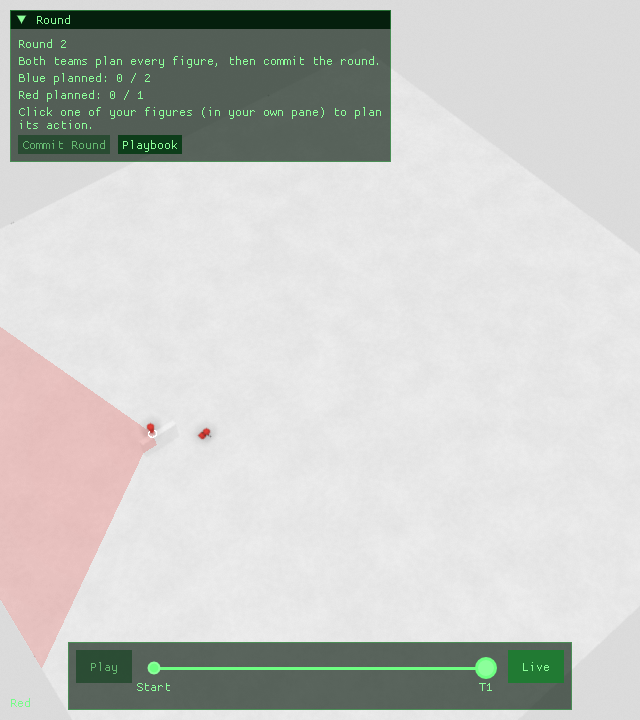 Round
Round 2
Both teams plan every figure, then commit the round.
Blue planned: 0 / 2
Red planned: 0 / 1
Click one of your figures (in your own pane) to plan
its action.
Commit Round Playbook
Play
Live
Start
T1
Red